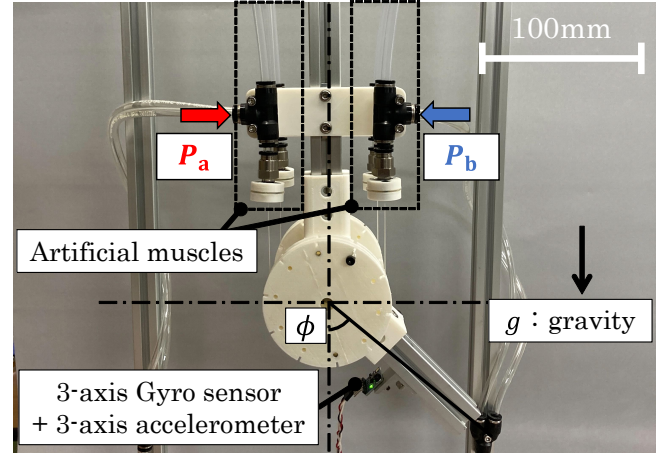 100mm
Pa
Pb
Artificial muscles
g：gravity
ϕ
3-axis Gyro sensor
+ 3-axis accelerometer